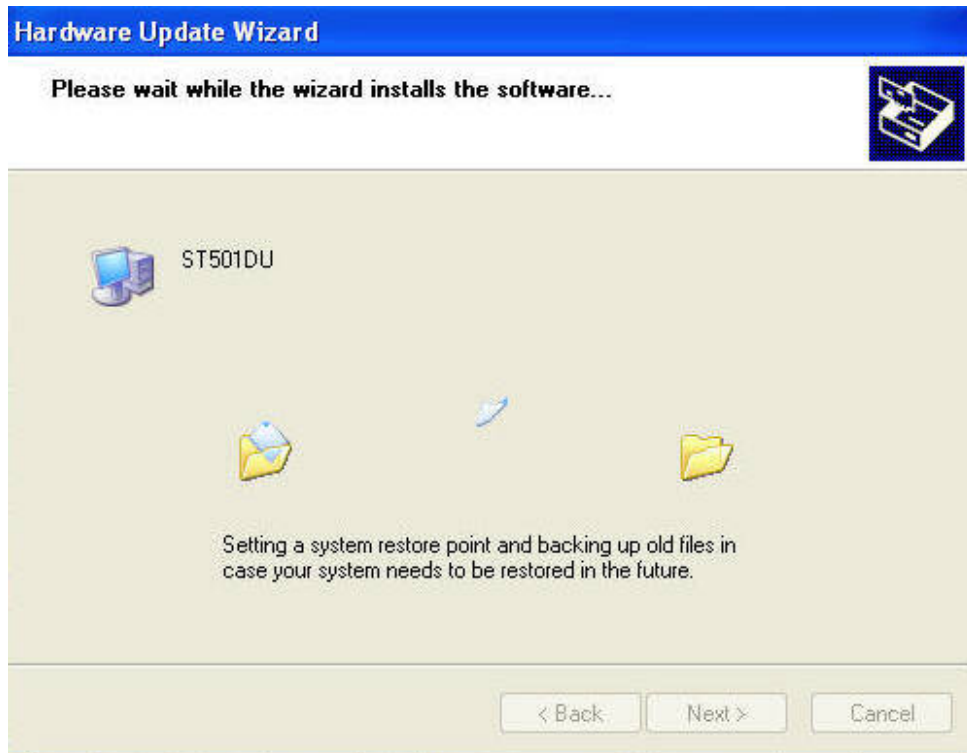 Hardware Update Wizard
Please wait while the wizard installs the software...
ST501DU
Setting a system restore point and backing up old files in
case your system needs to be restored in the future.
< Back
Next >
Cancel